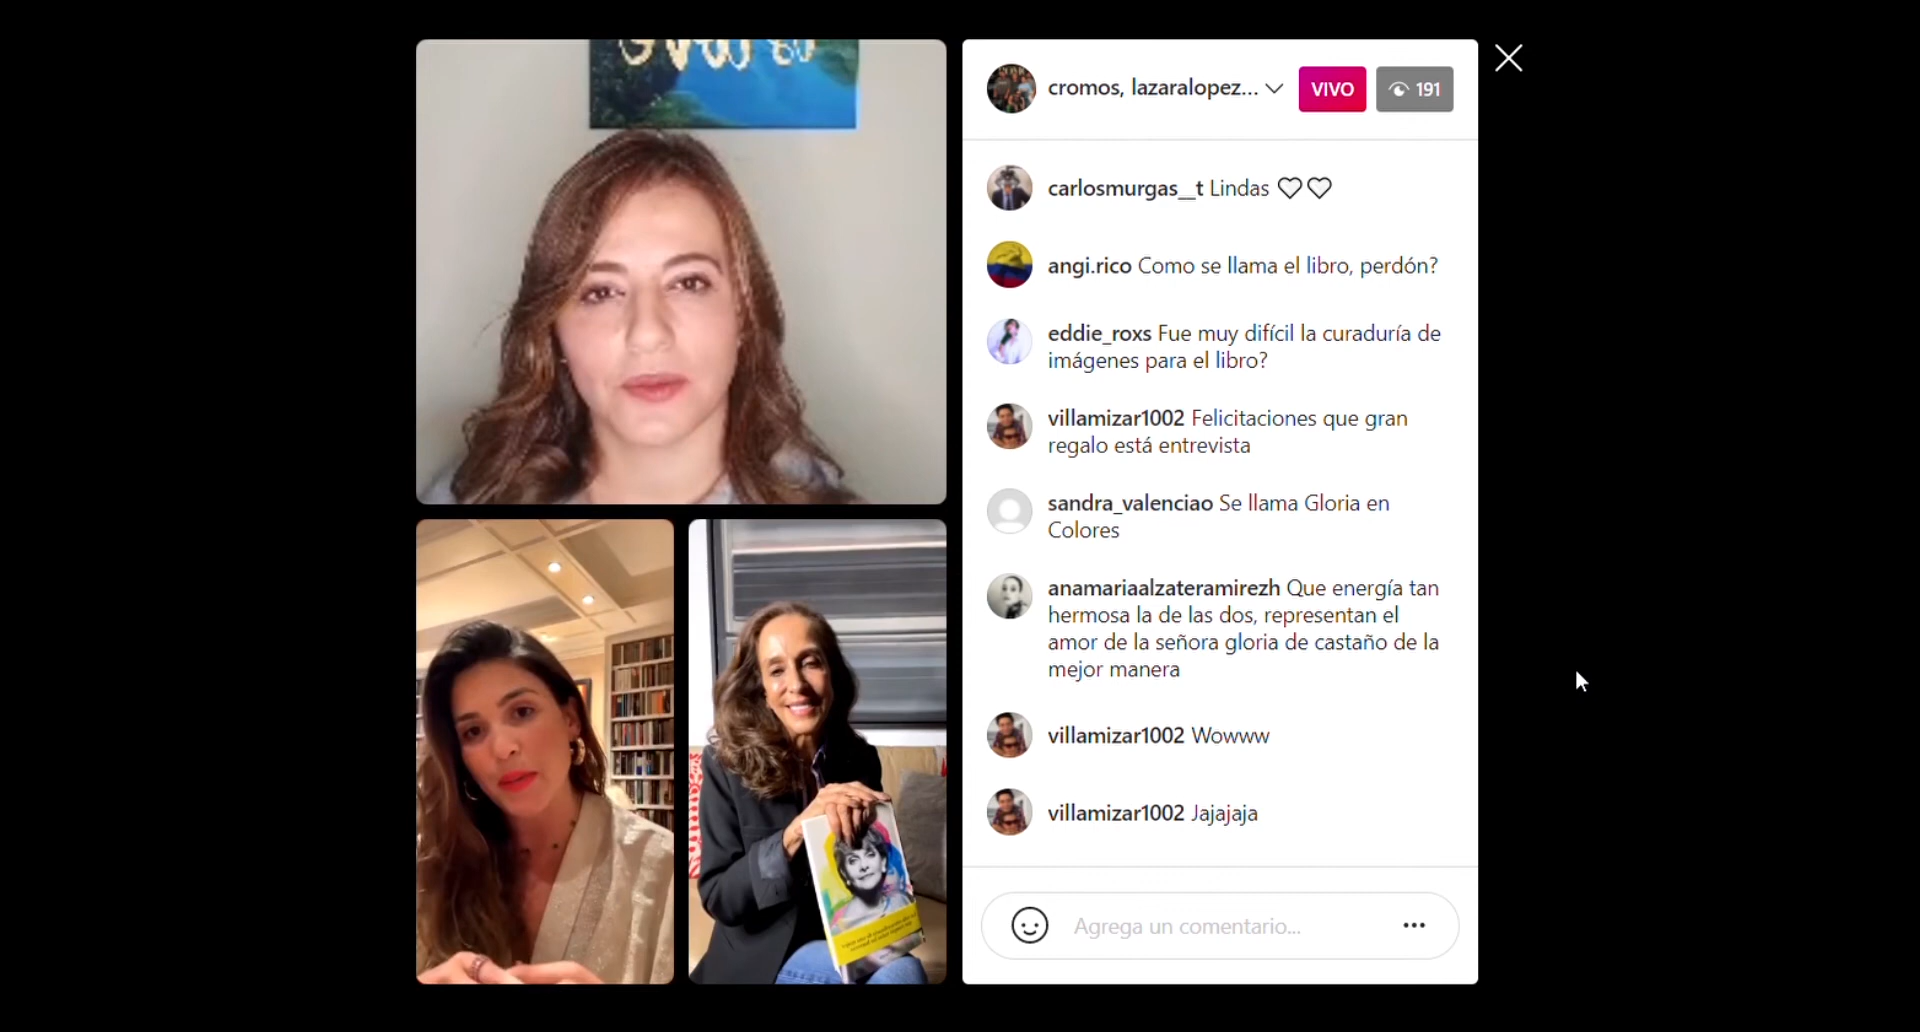 cromos, lazaralopez...
VIVO
191
carlosmurgas__t Lindas
angi.rico Como se llama el libro, perdón?
eddie_roxs Fue muy difícil la curaduría de
imágenes para el libro?
villamizar1002 Felicitaciones que gran
regalo está entrevista
sandra_valenciao Se llama Gloria en
Colores
anamariaalzateramirezh Que energía tan
hermosa la de las dos, representan el
amor de la señora gloria de castaño de la
mejor manera
villamizar1002 Wowww
villamizar1002 Jajajaja
Agrega un comentario...